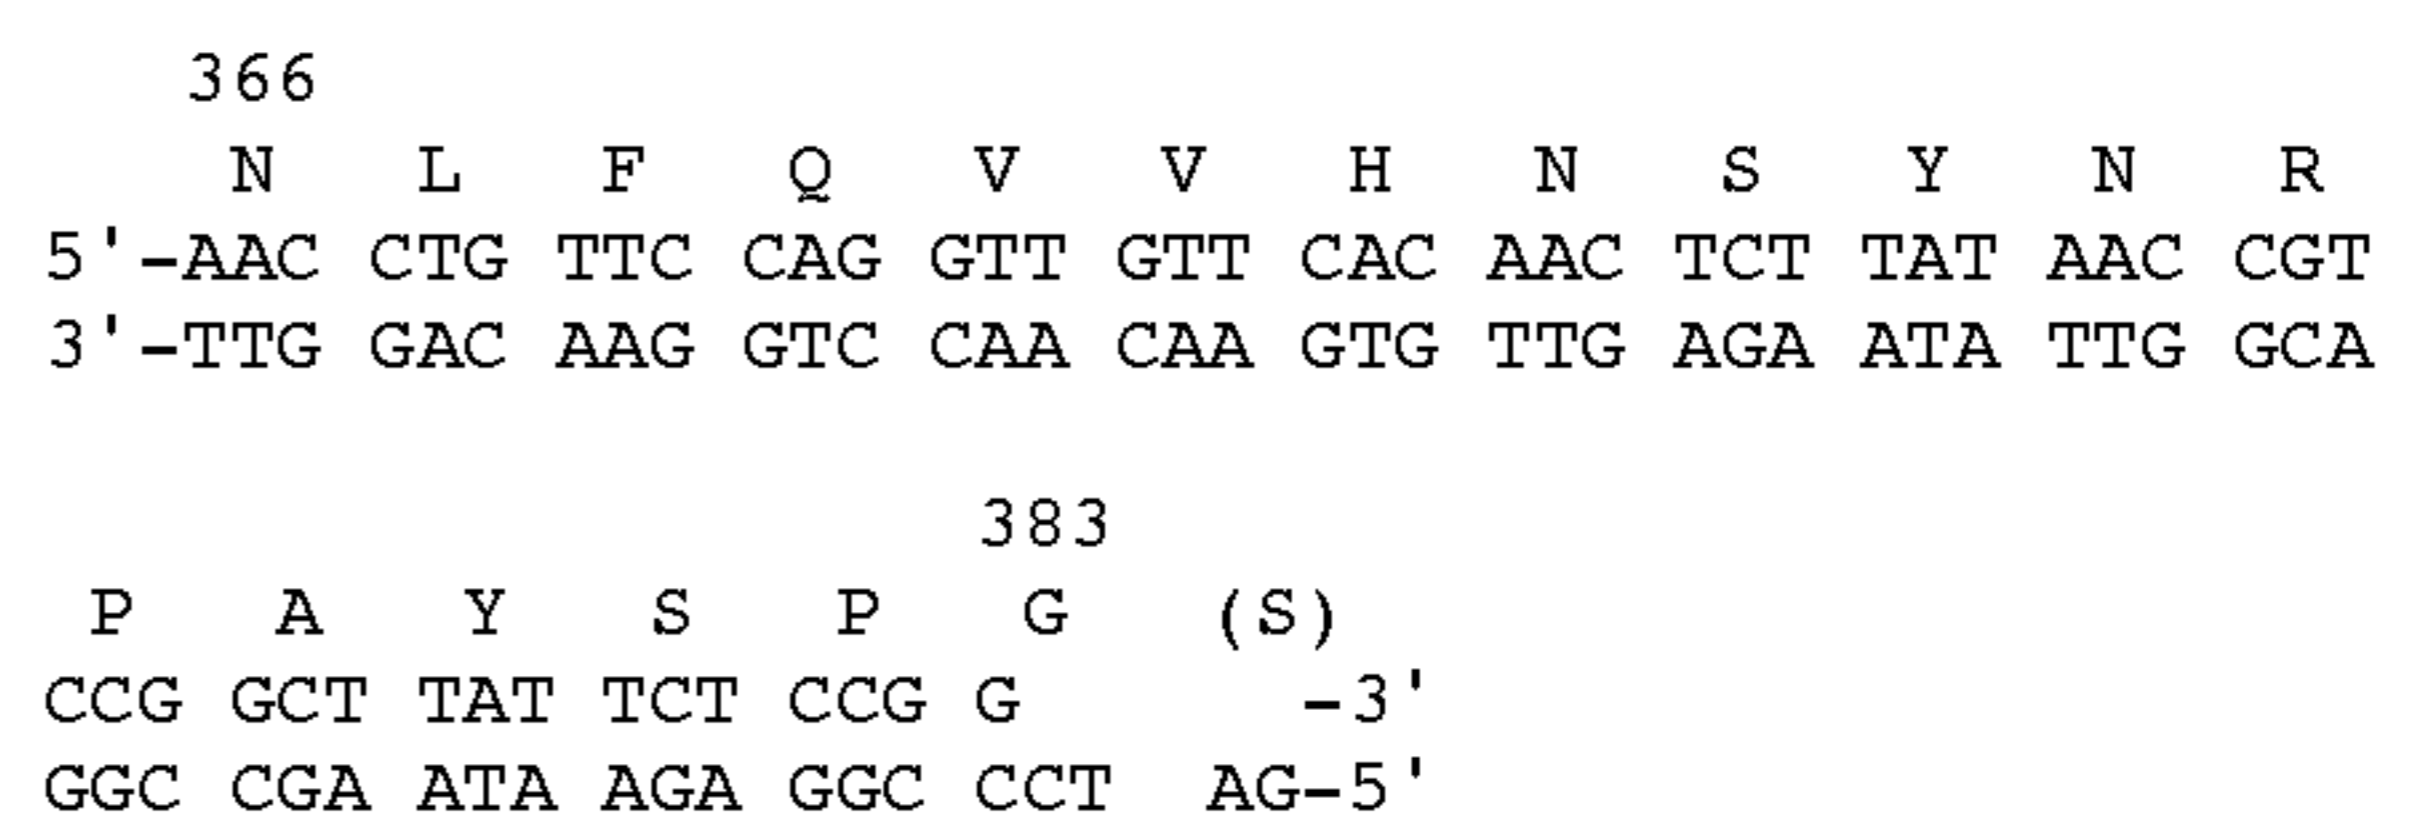 366
N L F Q V V H N S Y N R
5'-AAC CTG TTC CAG GTT GTT CAC AAC TCT TAT AAC CGT
3'-TTG GAC AAG GTC CAA CAA GTG TTG AGA ATA TTG GCA
383
P A Y S P G (S)
CCG GCT TAT TCT CCG G -3'
GGC CGA ATA AGA GGC CCT AG-5'